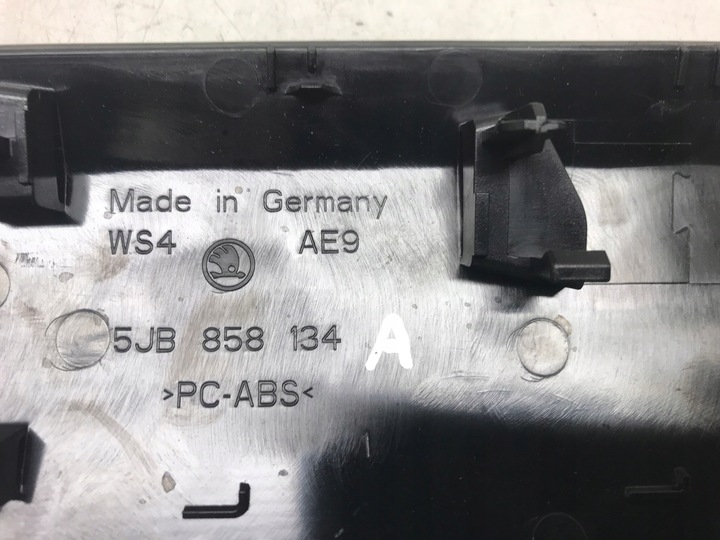 Made in Germany
WS4 AE9
5JB 858 134 A
>PC-ABS<